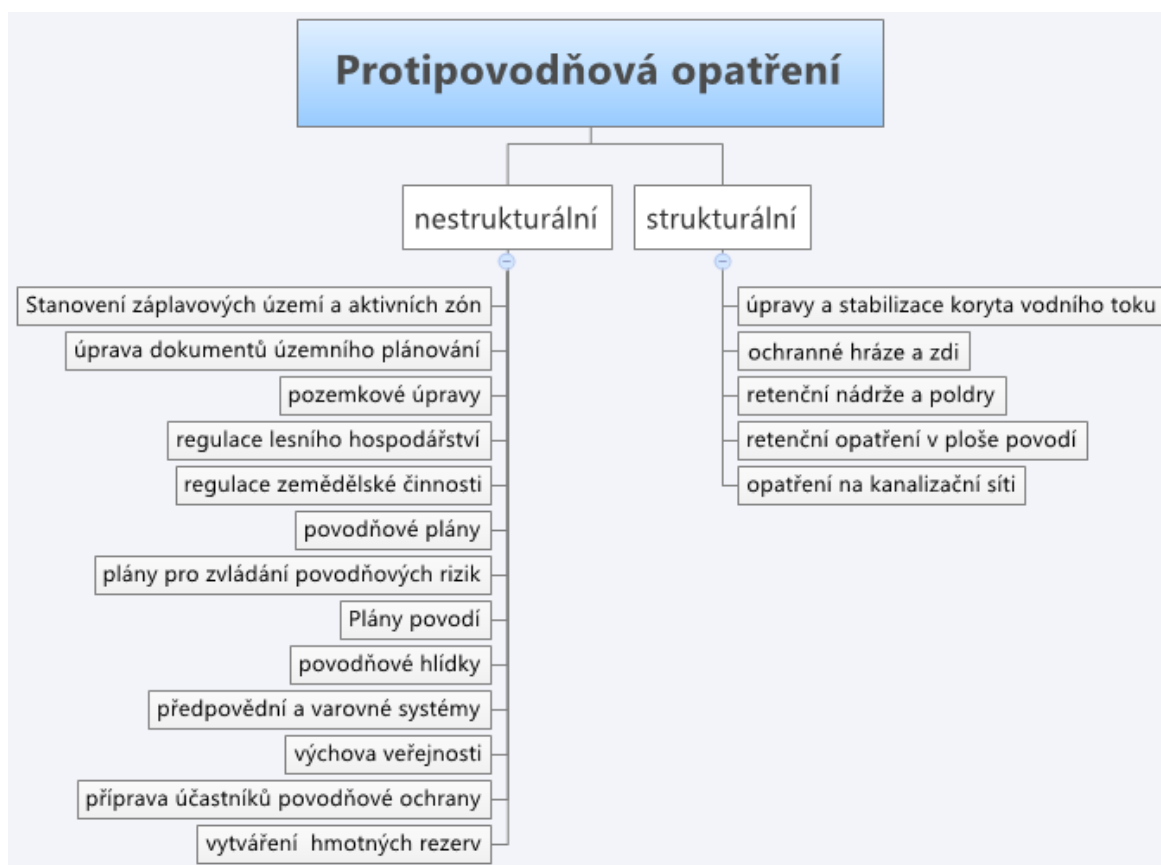 Protipovodňová opatření
nestrukturální
strukturální
Stanovení záplavových území a aktivních zón
úprava dokumentů územního plánování
pozemkové úpravy
regulace lesního hospodářství
regulace zemědělské činnosti
povodňové plány
plány pro zvládání povodňových rizik
Plány povodí
povodňové hlídky
předpovědní a varovné systémy
výchova veřejnosti
příprava účastníků povodňové ochrany
vytváření  hmotných rezerv
úpravy a stabilizace koryta vodního toku
ochranné hráze a zdi
retenční nádrže a poldry
retenční opatření v ploše povodí
opatření na kanalizační síti